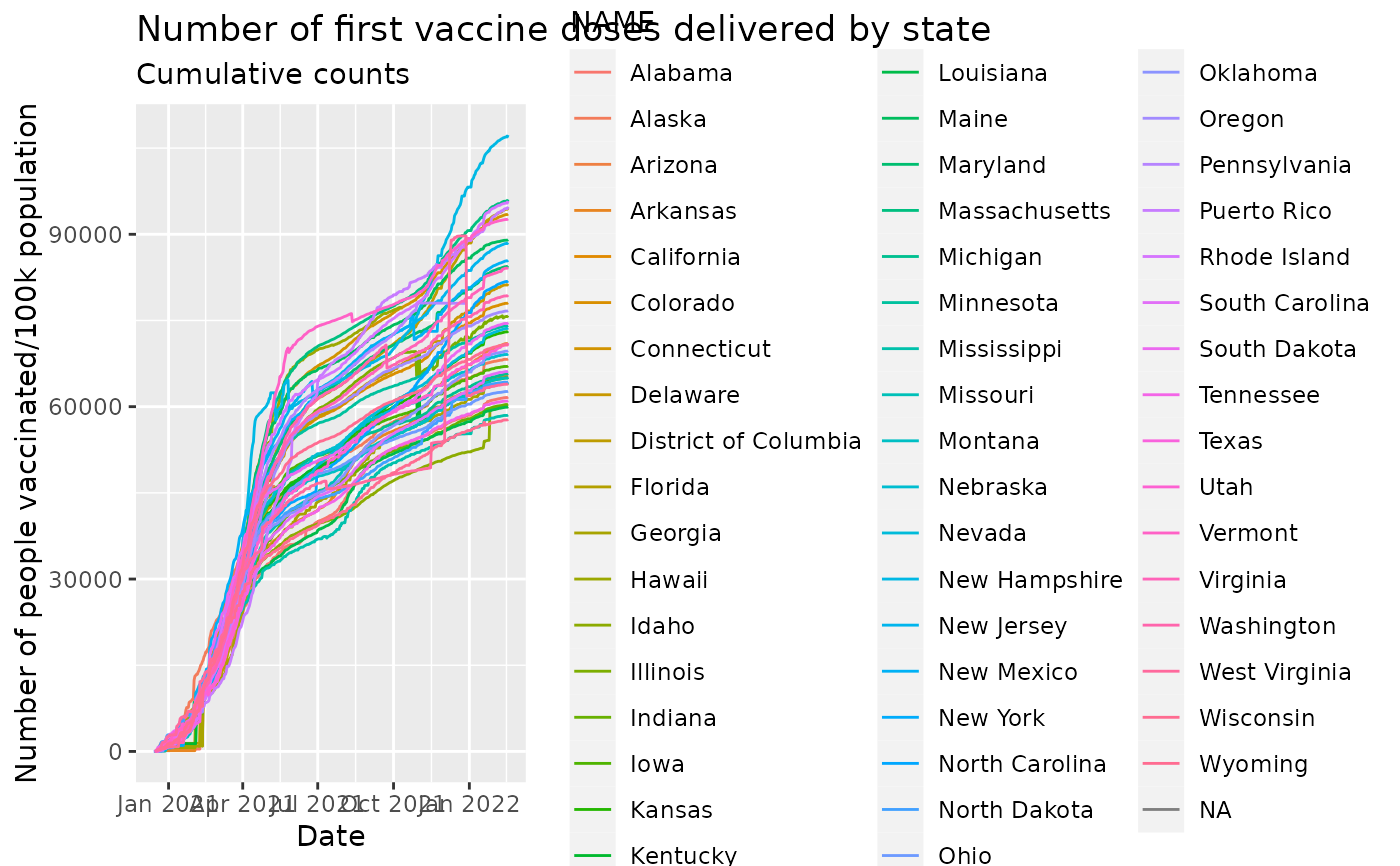 Number of first vaccine doses delivered by state
Cumulative counts
Number of people vaccinated/100k population
90000
60000
30000
0
Jan 2021
Apr 2021
Jul 2021
Oct 2021
Jan 2022
Date
NAME
Alabama
Alaska
Arizona
Arkansas
California
Colorado
Connecticut
Delaware
District of Columbia
Florida
Georgia
Hawaii
Idaho
Illinois
Indiana
Iowa
Kansas
Kentucky
Louisiana
Maine
Maryland
Massachusetts
Michigan
Minnesota
Mississippi
Missouri
Montana
Nebraska
Nevada
New Hampshire
New Jersey
New Mexico
New York
North Carolina
North Dakota
Ohio
Oklahoma
Oregon
Pennsylvania
Puerto Rico
Rhode Island
South Carolina
South Dakota
Tennessee
Texas
Utah
Vermont
Virginia
Washington
West Virginia
Wisconsin
Wyoming
NA